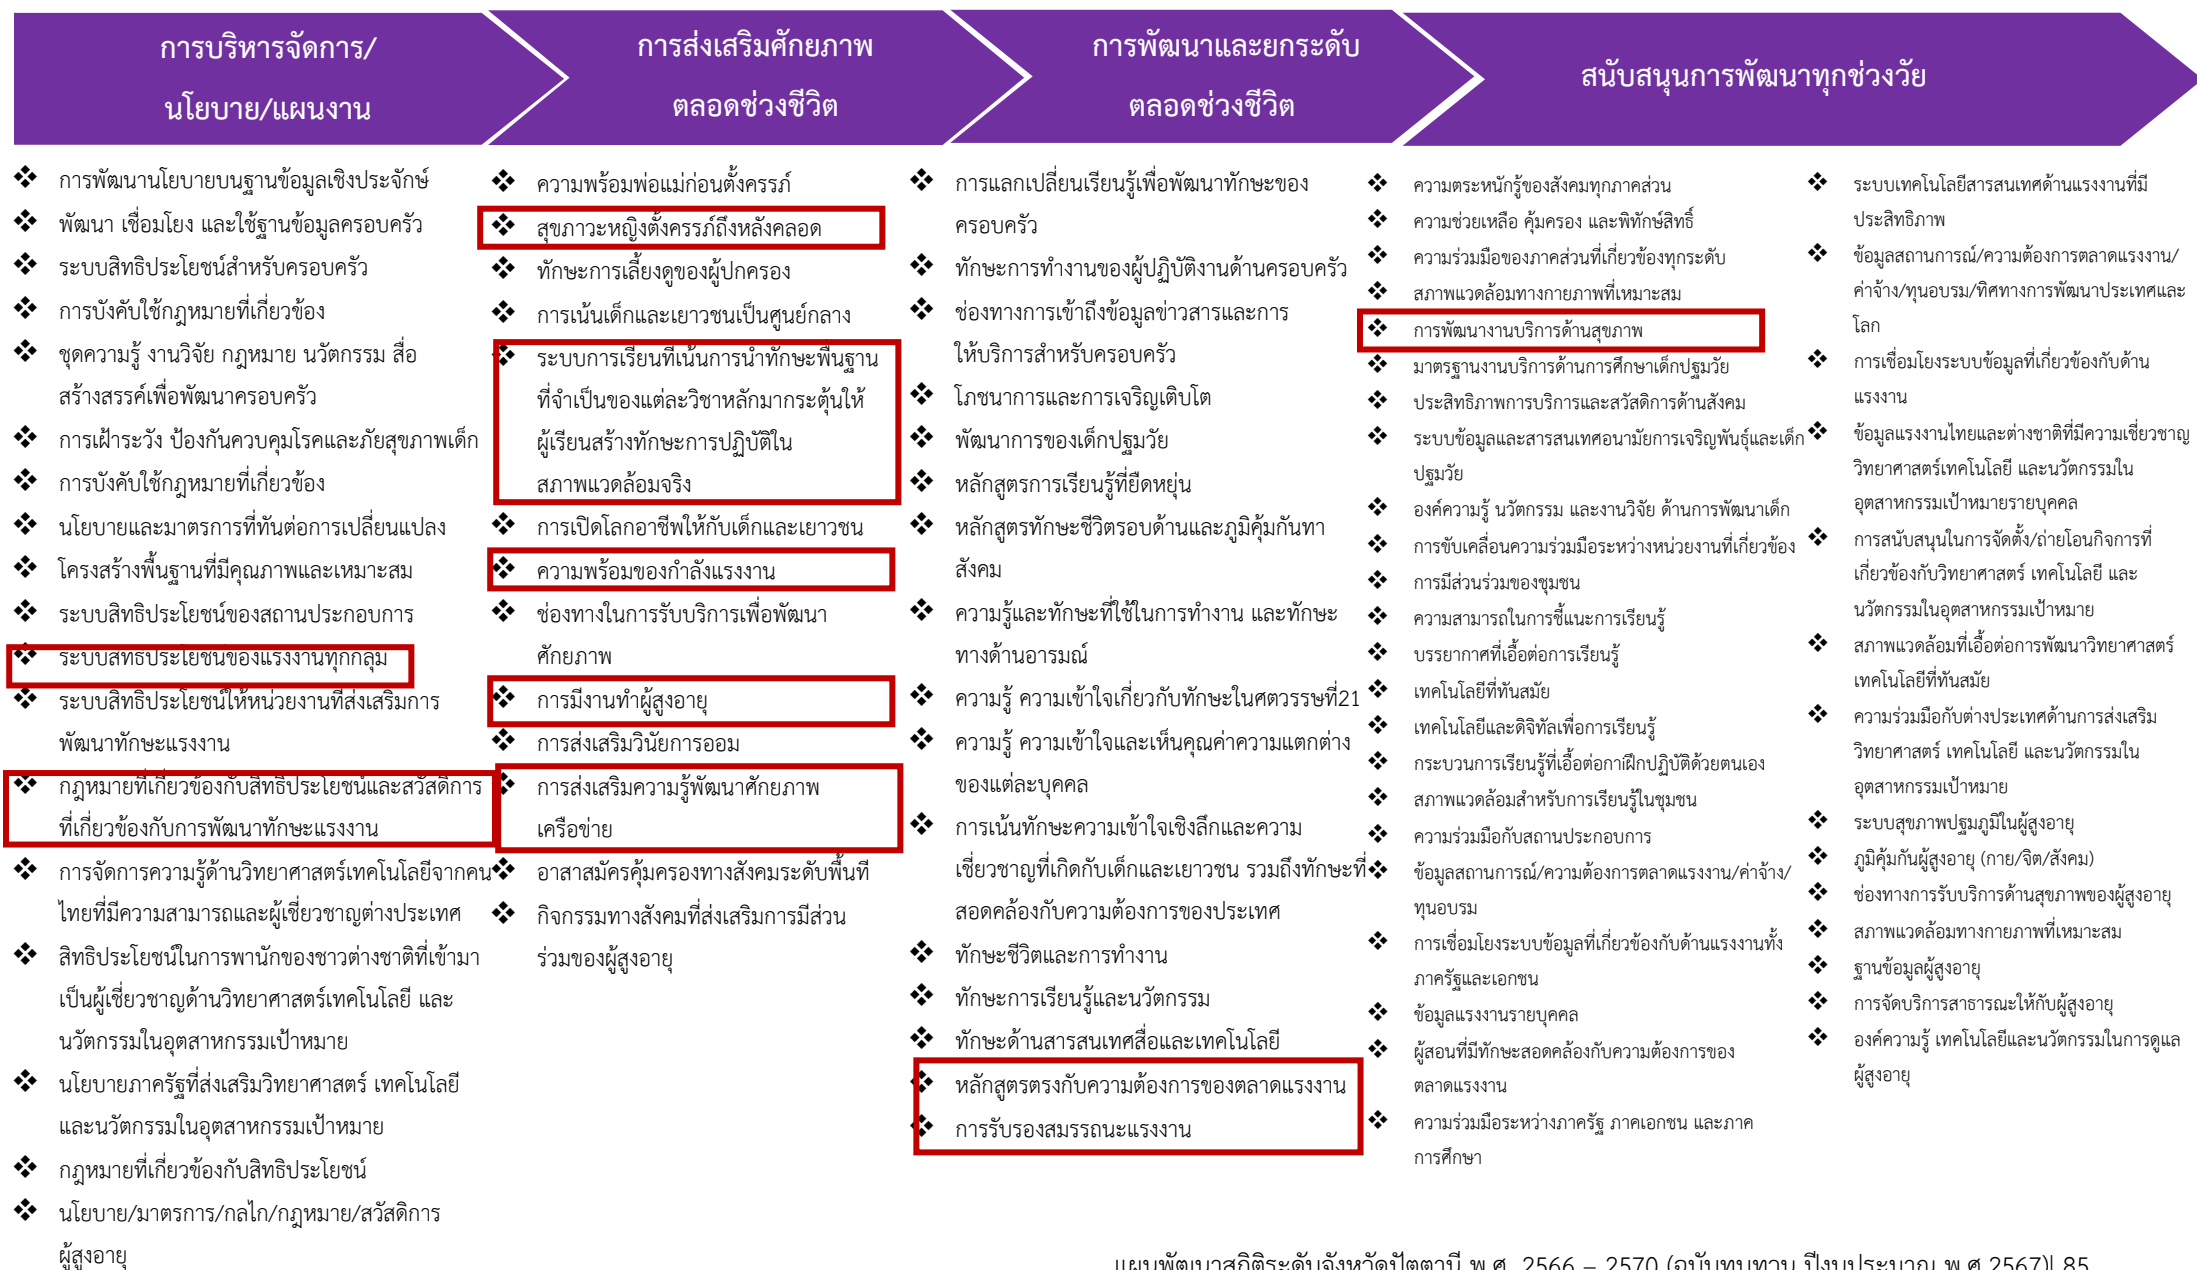 การบริหารจัดการ/
นโยบาย/แผนงาน
การส่งเสริมศักยภาพ
ตลอดช่วงชีวิต
การพัฒนาและยกระดับ
ตลอดช่วงชีวิต
สนับสนุนการพัฒนาทุกช่วงวัย
❖ การพัฒนานโยบายบนฐานข้อมูลเชิงประจักษ์
❖ พัฒนา เชื่อมโยง และใช้ฐานข้อมูลครอบครัว
❖ ระบบสิทธิประโยชน์สำหรับครอบครัว
❖ การบังคับใช้กฎหมายที่เกี่ยวข้อง
❖ ชุดความรู้ งานวิจัย กฎหมาย นวัตกรรม สื่อ
สร้างสรรค์เพื่อพัฒนาครอบครัว
❖ การเฝ้าระวัง ป้องกันควบคุมโรคและภัยสุขภาพเด็ก
❖ การบังคับใช้กฎหมายที่เกี่ยวข้อง
❖ นโยบายและมาตรการที่ทันต่อการเปลี่ยนแปลง
❖ โครงสร้างพื้นฐานที่มีคุณภาพและเหมาะสม
❖ ระบบสิทธิประโยชน์ของสถานประกอบการ
❖ ระบบสิทธิประโยชน์ของแรงงานทุกกลุ่ม
❖ ระบบสิทธิประโยชน์ให้หน่วยงานที่ส่งเสริมการ
พัฒนาทักษะแรงงาน
❖ กฎหมายที่เกี่ยวข้องกับสิทธิประโยชน์และสวัสดิการ
ที่เกี่ยวข้องกับการพัฒนาทักษะแรงงาน
❖ การจัดการความรู้ด้านวิทยาศาสตร์เทคโนโลยีจากคน
ไทยที่มีความสามารถและผู้เชี่ยวชาญต่างประเทศ
❖ สิทธิประโยชน์ในการพานักของชาวต่างชาติที่เข้ามา
เป็นผู้เชี่ยวชาญด้านวิทยาศาสตร์เทคโนโลยี และ
นวัตกรรมในอุตสาหกรรมเป้าหมาย
❖ นโยบายภาครัฐที่ส่งเสริมวิทยาศาสตร์ เทคโนโลยี
และนวัตกรรมในอุตสาหกรรมเป้าหมาย
❖ กฎหมายที่เกี่ยวข้องกับสิทธิประโยชน์
❖ นโยบาย/มาตรการ/กลไก/กฎหมาย/สวัสดิการ
ผู้สูงอายุ
❖ ความพร้อมพ่อแม่ก่อนตั้งครรภ์
❖ สุขภาวะหญิงตั้งครรภ์ถึงหลังคลอด
❖ ทักษะการเลี้ยงดูของผู้ปกครอง
❖ การเน้นเด็กและเยาวชนเป็นศูนย์กลาง
❖ ระบบการเรียนที่เน้นการนำทักษะพื้นฐาน
ที่จำเป็นของแต่ละวิชาหลักมากระตุ้นให้
ผู้เรียนสร้างทักษะการปฏิบัติใน
สภาพแวดล้อมจริง
❖ การเปิดโลกอาชีพให้กับเด็กและเยาวชน
❖ ความพร้อมของกำลังแรงงาน
❖ ช่องทางในการรับบริการเพื่อพัฒนา
ศักยภาพ
❖ การมีงานทำผู้สูงอายุ
❖ การส่งเสริมวินัยการออม
❖ การส่งเสริมความรู้พัฒนาศักยภาพ
เครือข่าย
❖ อาสาสมัครคุ้มครองทางสังคมระดับพื้นที่
❖ กิจกรรมทางสังคมที่ส่งเสริมการมีส่วน
ร่วมของผู้สูงอายุ
❖ การแลกเปลี่ยนเรียนรู้เพื่อพัฒนาทักษะของ
ครอบครัว
❖ ทักษะการทำงานของผู้ปฏิบัติงานด้านครอบครัว
❖ ช่องทางการเข้าถึงข้อมูลข่าวสารและการ
ให้บริการสำหรับครอบครัว
❖ โภชนาการและการเจริญเติบโต
❖ พัฒนาการของเด็กปฐมวัย
❖ หลักสูตรการเรียนรู้ที่ยืดหยุ่น
❖ หลักสูตรทักษะชีวิตรอบด้านและภูมิคุ้มกันทา
สังคม
❖ ความรู้และทักษะที่ใช้ในการทำงาน และทักษะ
ทางด้านอารมณ์
❖ ความรู้ ความเข้าใจเกี่ยวกับทักษะในศตวรรษที่21
❖ ความรู้ ความเข้าใจและเห็นคุณค่าความแตกต่าง
ของแต่ละบุคคล
❖ การเน้นทักษะความเข้าใจเชิงลึกและความ
เชี่ยวชาญที่เกิดกับเด็กและเยาวชน รวมถึงทักษะที่
สอดคล้องกับความต้องการของประเทศ
❖ ทักษะชีวิตและการทำงาน
❖ ทักษะการเรียนรู้และนวัตกรรม
❖ ทักษะด้านสารสนเทศสื่อและเทคโนโลยี
❖ หลักสูตรตรงกับความต้องการของตลาดแรงงาน
❖ การรับรองสมรรถนะแรงงาน
❖ ความตระหนักรู้ของสังคมทุกภาคส่วน
❖ ความช่วยเหลือ คุ้มครอง และพิทักษ์สิทธิ์
❖ ความร่วมมือของภาคส่วนที่เกี่ยวข้องทุกระดับ
❖ สภาพแวดล้อมทางกายภาพที่เหมาะสม
❖ การพัฒนางานบริการด้านสุขภาพ
❖ มาตรฐานงานบริการด้านการศึกษาเด็กปฐมวัย
❖ ประสิทธิภาพการบริการและสวัสดิการด้านสังคม
❖ ระบบข้อมูลและสารสนเทศอนามัยการเจริญพันธุ์และเด็ก
ปฐมวัย
❖ องค์ความรู้ นวัตกรรม และงานวิจัย ด้านการพัฒนาเด็ก
❖ การขับเคลื่อนความร่วมมือระหว่างหน่วยงานที่เกี่ยวข้อง
❖ การมีส่วนร่วมของชุมชน
❖ ความสามารถในการชี้แนะการเรียนรู้
❖ บรรยากาศที่เอื้อต่อการเรียนรู้
❖ เทคโนโลยีที่ทันสมัย
❖ เทคโนโลยีและดิจิทัลเพื่อการเรียนรู้
❖ กระบวนการเรียนรู้ที่เอื้อต่อกาฝึกปฏิบัติด้วยตนเอง
❖ สภาพแวดล้อมสำหรับการเรียนรู้ในชุมชน
❖ ความร่วมมือกับสถานประกอบการ
❖ ข้อมูลสถานการณ์/ความต้องการตลาดแรงงาน/ค่าจ้าง/
ทุนอบรม
❖ การเชื่อมโยงระบบข้อมูลที่เกี่ยวข้องกับด้านแรงงานทั้ง
ภาครัฐและเอกชน
❖ ข้อมูลแรงงานรายบุคคล
❖ ผู้สอนที่มีทักษะสอดคล้องกับความต้องการของ
ตลาดแรงงาน
❖ ความร่วมมือระหว่างภาครัฐ ภาคเอกชน และภาค
การศึกษา
❖ ระบบเทคโนโลยีสารสนเทศด้านแรงงานที่มี
ประสิทธิภาพ
❖ ข้อมูลสถานการณ์/ความต้องการตลาดแรงงาน/
ค่าจ้าง/ทุนอบรม/ทิศทางการพัฒนาประเทศและ
โลก
❖ การเชื่อมโยงระบบข้อมูลที่เกี่ยวข้องกับด้าน
แรงงาน
❖ ข้อมูลแรงงานไทยและต่างชาติที่มีความเชี่ยวชาญ
วิทยาศาสตร์เทคโนโลยี และนวัตกรรมใน
อุตสาหกรรมเป้าหมายรายบุคคล
❖ การสนับสนุนในการจัดตั้ง/ถ่ายโอนกิจการที่
เกี่ยวข้องกับวิทยาศาสตร์ เทคโนโลยี และ
นวัตกรรมในอุตสาหกรรมเป้าหมาย
❖ สภาพแวดล้อมที่เอื้อต่อการพัฒนาวิทยาศาสตร์
เทคโนโลยีที่ทันสมัย
❖ ความร่วมมือกับต่างประเทศด้านการส่งเสริม
วิทยาศาสตร์ เทคโนโลยี และนวัตกรรมใน
อุตสาหกรรมเป้าหมาย
❖ ระบบสุขภาพปฐมภูมิในผู้สูงอายุ
❖ ภูมิคุ้มกันผู้สูงอายุ (กาย/จิต/สังคม)
❖ ช่องทางการรับบริการด้านสุขภาพของผู้สูงอายุ
❖ สภาพแวดล้อมทางกายภาพที่เหมาะสม
❖ ฐานข้อมูลผู้สูงอายุ
❖ การจัดบริการสาธารณะให้กับผู้สูงอายุ
❖ องค์ความรู้ เทคโนโลยีและนวัตกรรมในการดูแล
ผู้สูงอายุ
แผนพัฒนาสถิติระดับจังหวัดปัตตานี พ.ศ. 2566 – 2570 (ฉบับทบทวน ปีงบประมาณ พ.ศ.2567)| 85